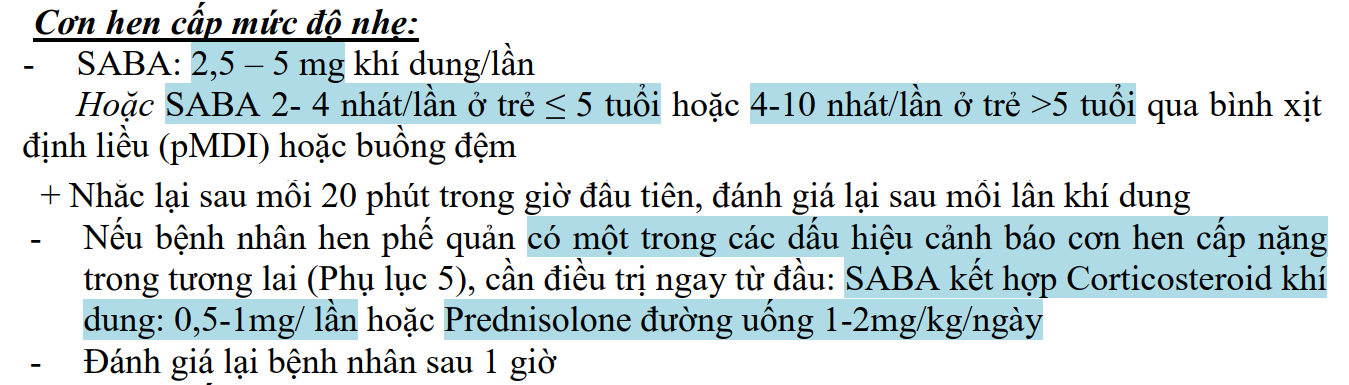 Cơn hen cấp mức độ nhẹ:
- SABA: 2,5 – 5 mg khí dung/lần
Hoặc SABA 2- 4 nhát/lần ở trẻ ≤ 5 tuổi hoặc 4-10 nhát/lần ở trẻ >5 tuổi qua bình xịt
định liều (pMDI) hoặc buồng đệm
+ Nhắc lại sau mỗi 20 phút trong giờ đầu tiên, đánh giá lại sau mỗi lần khí dung
- Nếu bệnh nhân hen phế quản có một trong các dấu hiệu cảnh báo cơn hen cấp nặng
trong tương lai (Phụ lục 5), cần điều trị ngay từ đầu: SABA kết hợp Corticosteroid khí
dung: 0,5-1mg/ lần hoặc Prednisolone đường uống 1-2mg/kg/ngày
- Đánh giá lại bệnh nhân sau 1 giờ